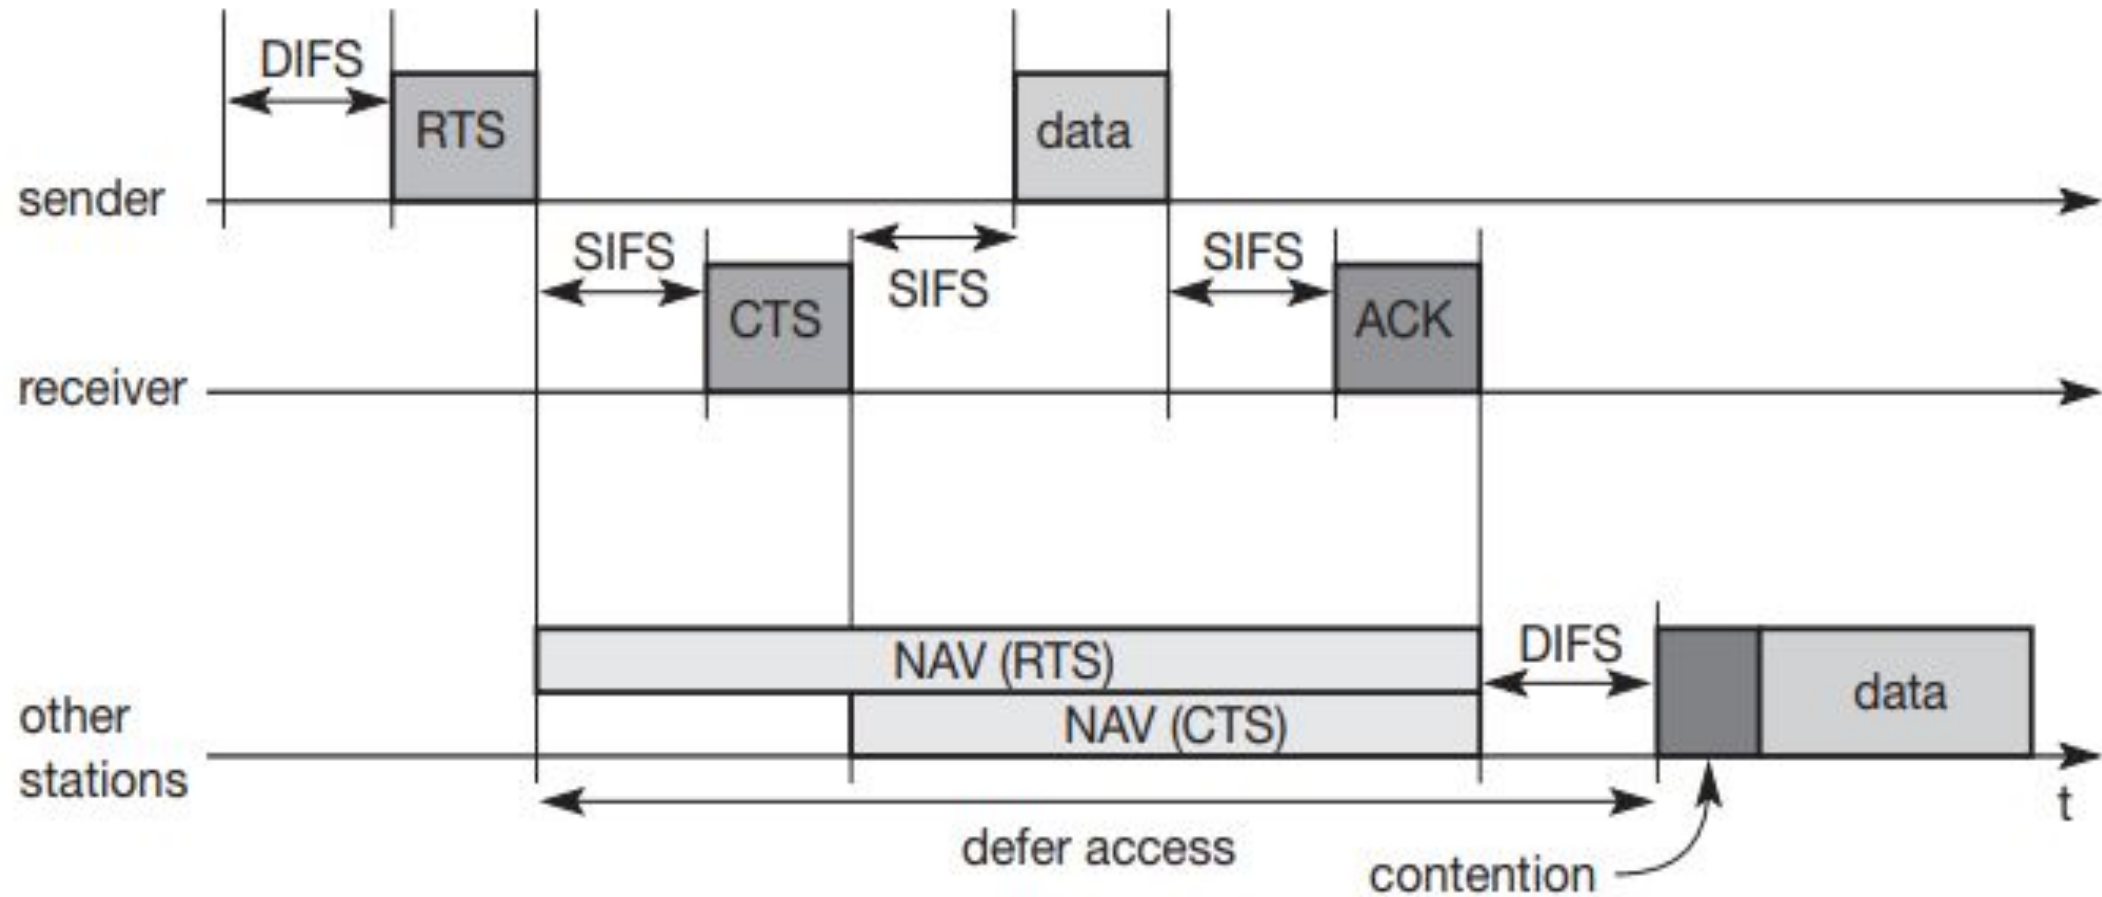 DIFS
RTS
data
sender
SIFS
SIFS
SIFS
CTS
ACK
receiver
NAV (RTS)
DIFS
NAV (CTS)
data
other
stations
t
defer access
contention